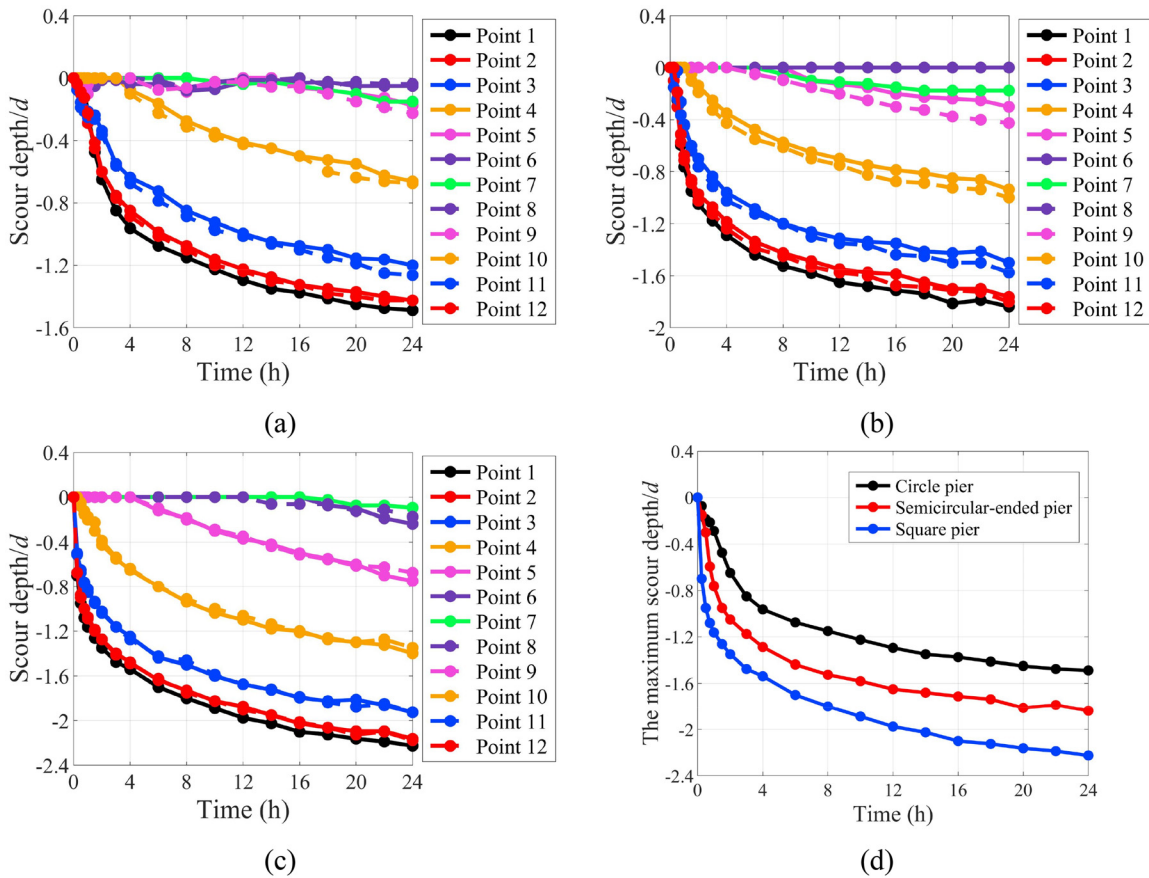 0.4
0
-0.4
-0.8
-1.2
-1.6
Scour depth/d
0 4 8 12 16 20 24
Time (h)
Point 1
Point 2
Point 3
Point 4
Point 5
Point 6
Point 7
Point 8
Point 9
Point 10
Point 11
Point 12
(a)
0.4
0
-0.4
-0.8
-1.2
-1.6
-2
Scour depth/d
0 4 8 12 16 20 24
Time (h)
Point 1
Point 2
Point 3
Point 4
Point 5
Point 6
Point 7
Point 8
Point 9
Point 10
Point 11
Point 12
(b)
0.4
0
-0.4
-0.8
-1.2
-1.6
-2
-2.4
Scour depth/d
0 4 8 12 16 20 24
Time (h)
Point 1
Point 2
Point 3
Point 4
Point 5
Point 6
Point 7
Point 8
Point 9
Point 10
Point 11
Point 12
(c)
0.4
0
-0.4
-0.8
-1.2
-1.6
-2
-2.4
The maximum scour depth/d
0 4 8 12 16 20 24
Time (h)
Circle pier
Semicircular-ended pier
Square pier
(d)